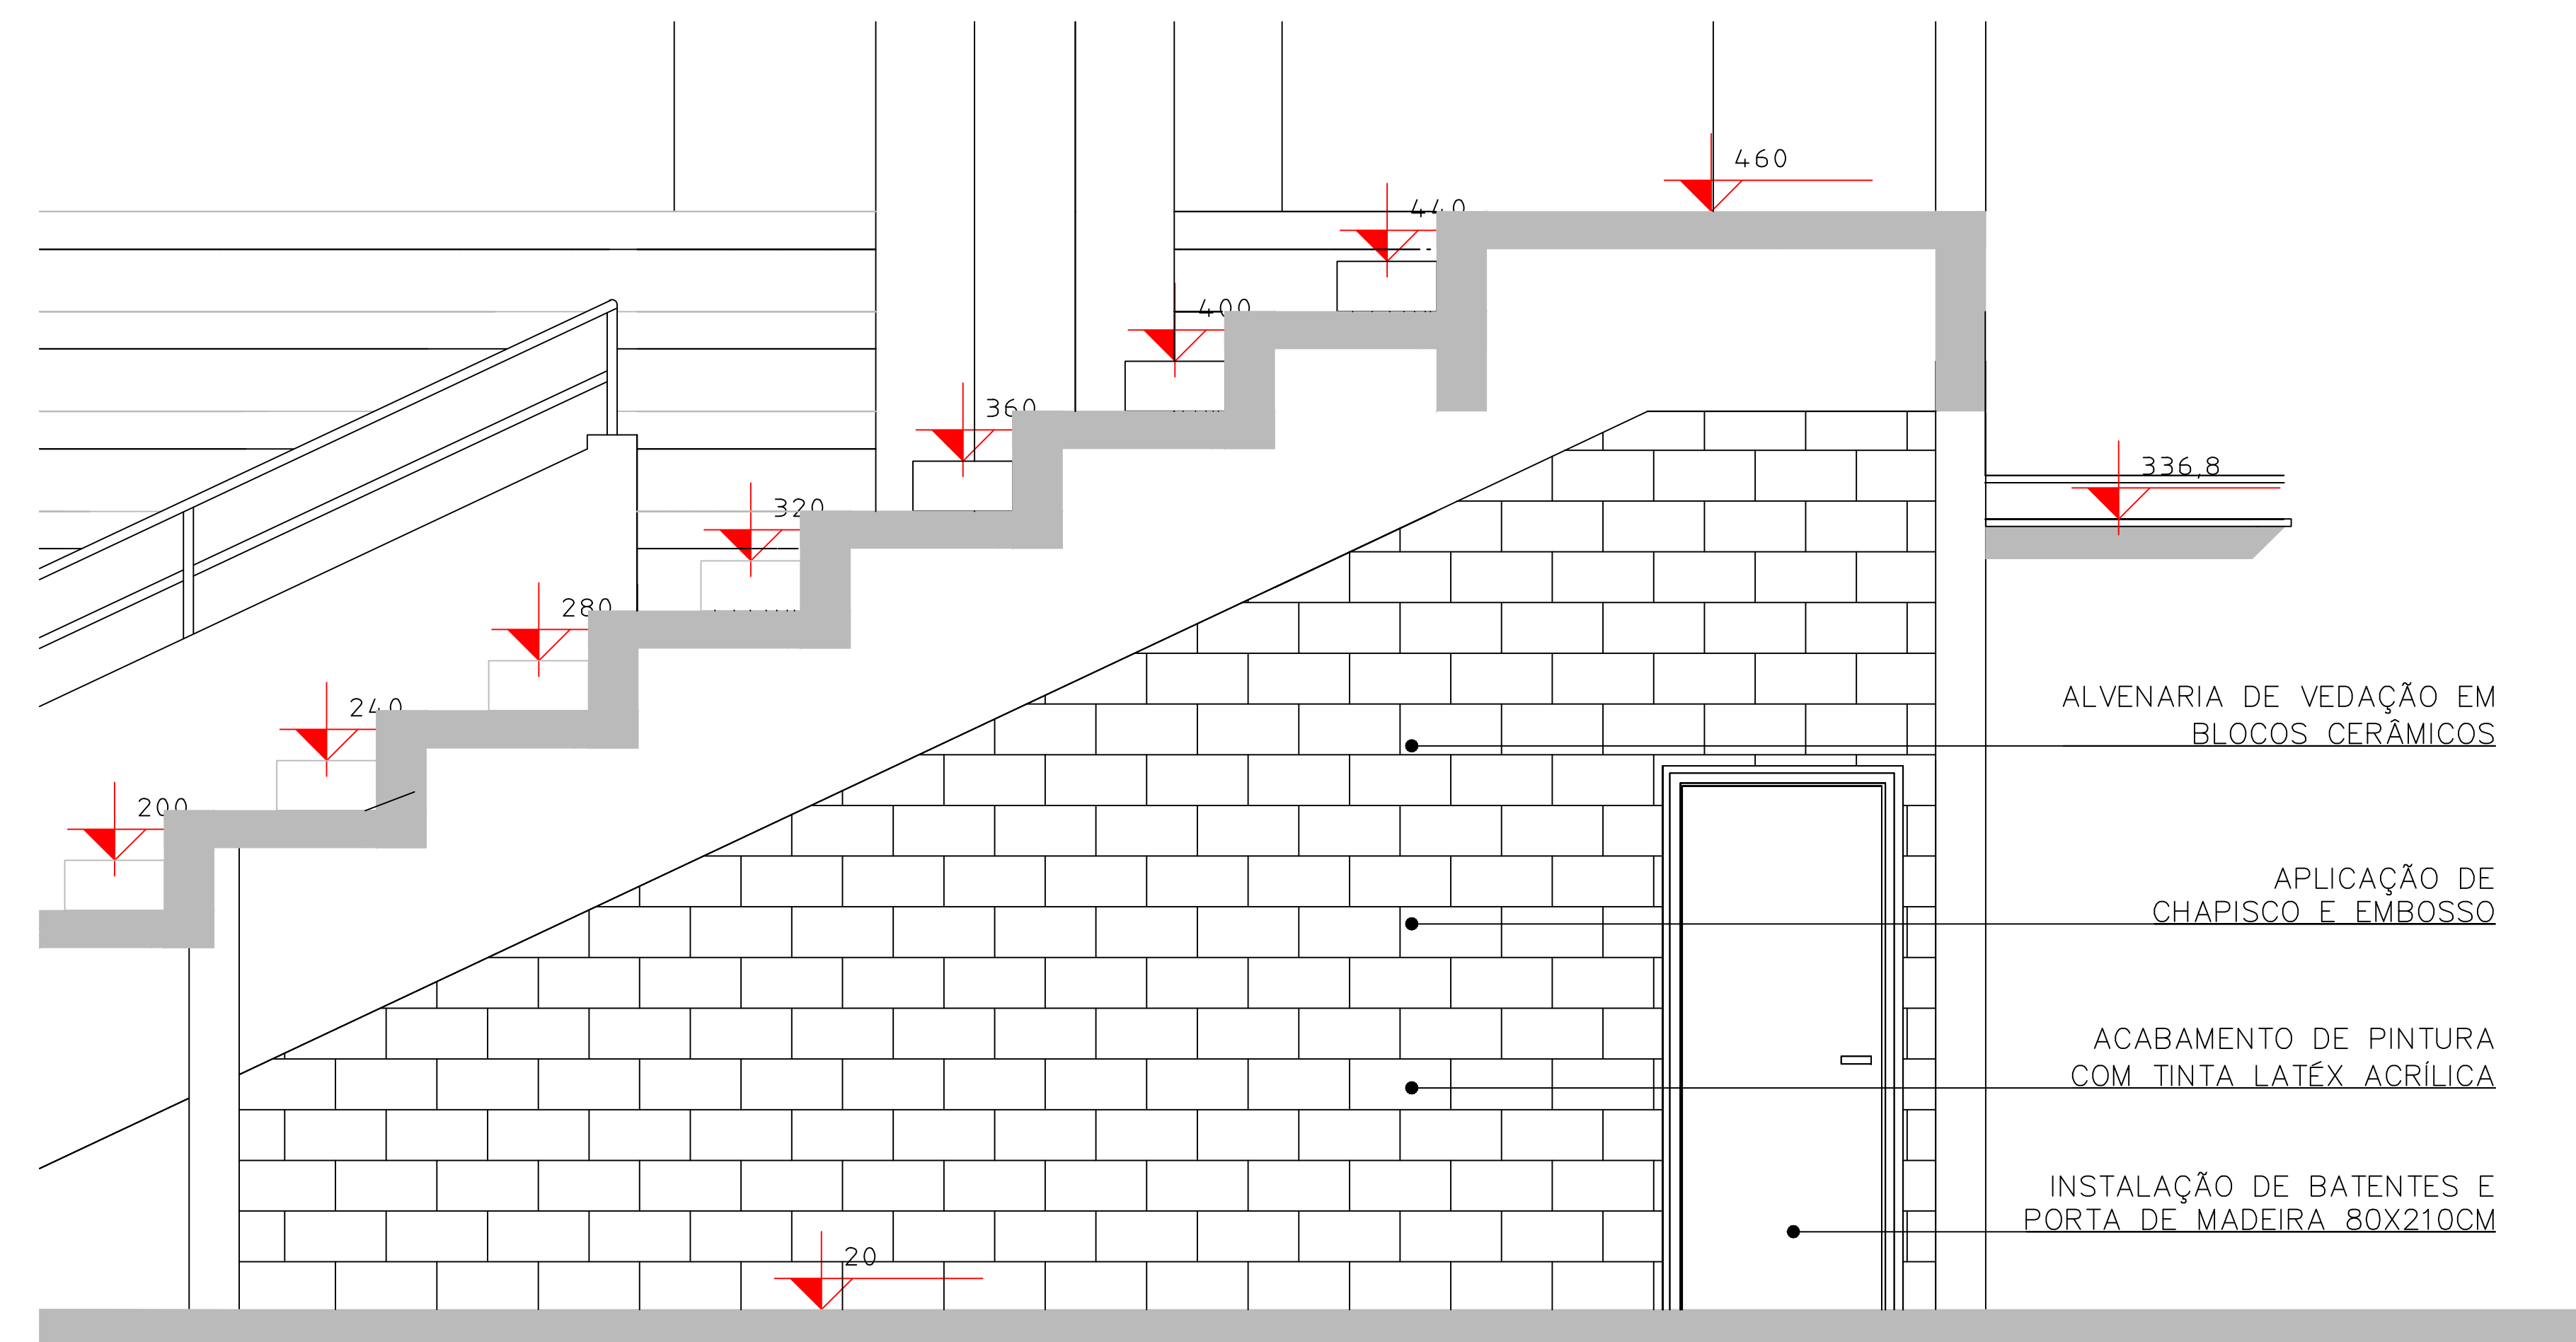 460
440
400
360
336,8
320
280
240
200
ALVENARIA DE VEDAÇÃO EM
BLOCOS CERÂMICOS
APLICAÇÃO DE
CHAPISCO E EMBOSSO
ACABAMENTO DE PINTURA
COM TINTA LATÉX ACRÍLICA
INSTALAÇÃO DE BATENTES E
PORTA DE MADEIRA 80X210CM
20